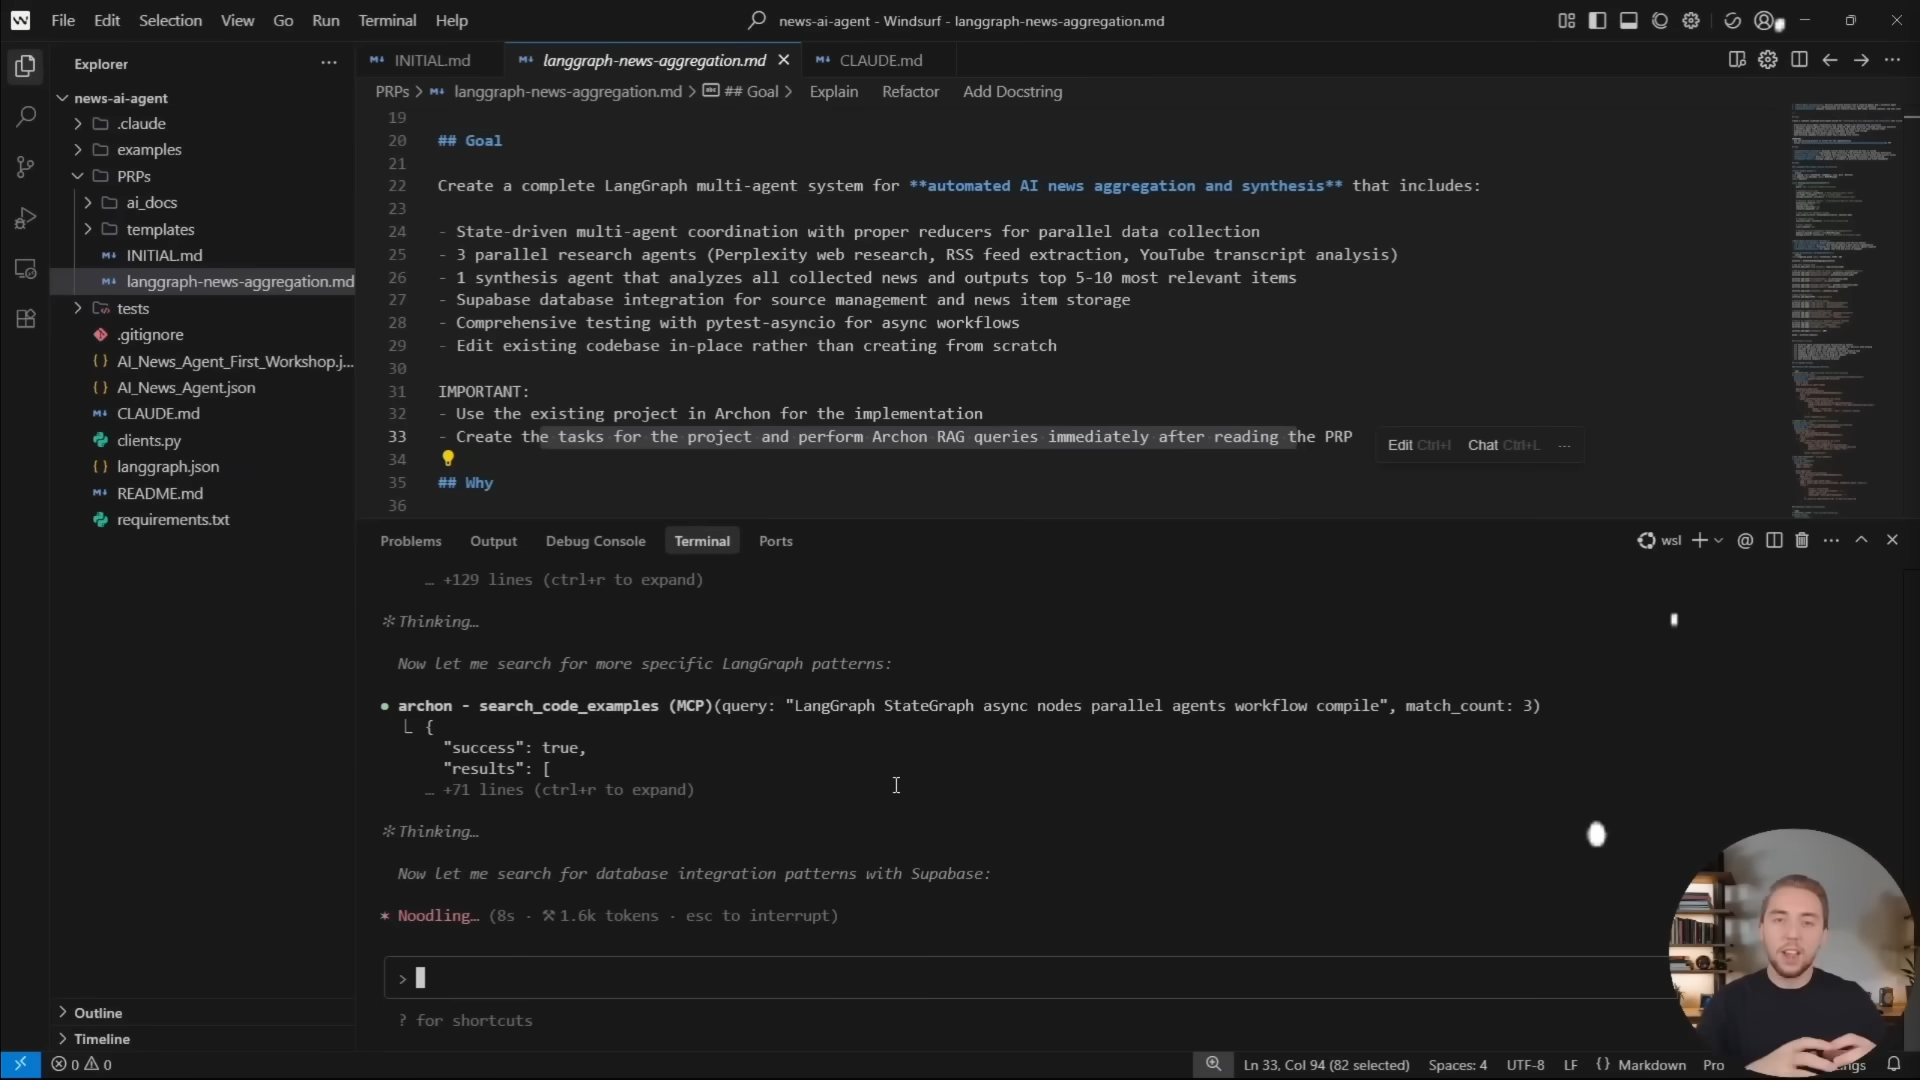 File Edit Selection View Go Run Terminal Help
news-ai-agent - Windsurf - langgraph-news-aggregation.md
Explorer
news-ai-agent
.claude
examples
PRPs
ai_docs
templates
INITIAL.md
langgraph-news-aggregation.md
tests
.gitignore
AI_News_Agent_First_Workshop.j...
AI_News_Agent.json
CLAUDE.md
clients.py
langgraph.json
README.md
requirements.txt
Outline
Timeline
INITIAL.md langgraph-news-aggregation.md CLAUDE.md
PRPs > langgraph-news-aggregation.md > ## Goal > Explain Refactor Add Docstring
19
20 ## Goal
21
22 Create a complete LangGraph multi-agent system for **automated AI news aggregation and synthesis** that includes:
23
24 - State-driven multi-agent coordination with proper reducers for parallel data collection
25 - 3 parallel research agents (Perplexity web research, RSS feed extraction, YouTube transcript analysis)
26 - 1 synthesis agent that analyzes all collected news and outputs top 5-10 most relevant items
27 - Supabase database integration for source management and news item storage
28 - Comprehensive testing with pytest-asyncio for async workflows
29 - Edit existing codebase in-place rather than creating from scratch
30
31 IMPORTANT:
32 - Use the existing project in Archon for the implementation
33 - Create the tasks for the project and perform Archon RAG queries immediately after reading the PRP
Edit Ctrl+I Chat Ctrl+L ...
34
35 ## Why
36
Problems Output Debug Console Terminal Ports
wsl
… +129 lines (ctrl+r to expand)
✻ Thinking…
Now let me search for more specific LangGraph patterns:
● archon - search_code_examples (MCP)(query: "LangGraph StateGraph async nodes parallel agents workflow compile", match_count: 3)
⎿ {
"success": true,
"results": [
… +71 lines (ctrl+r to expand)
✻ Thinking…
Now let me search for database integration patterns with Supabase:
✶ Noodling… (8s · ⚒ 1.6k tokens · esc to interrupt)
>
? for shortcuts
0 0
Ln 33, Col 94 (82 selected) Spaces: 4 UTF-8 LF {} Markdown Pro